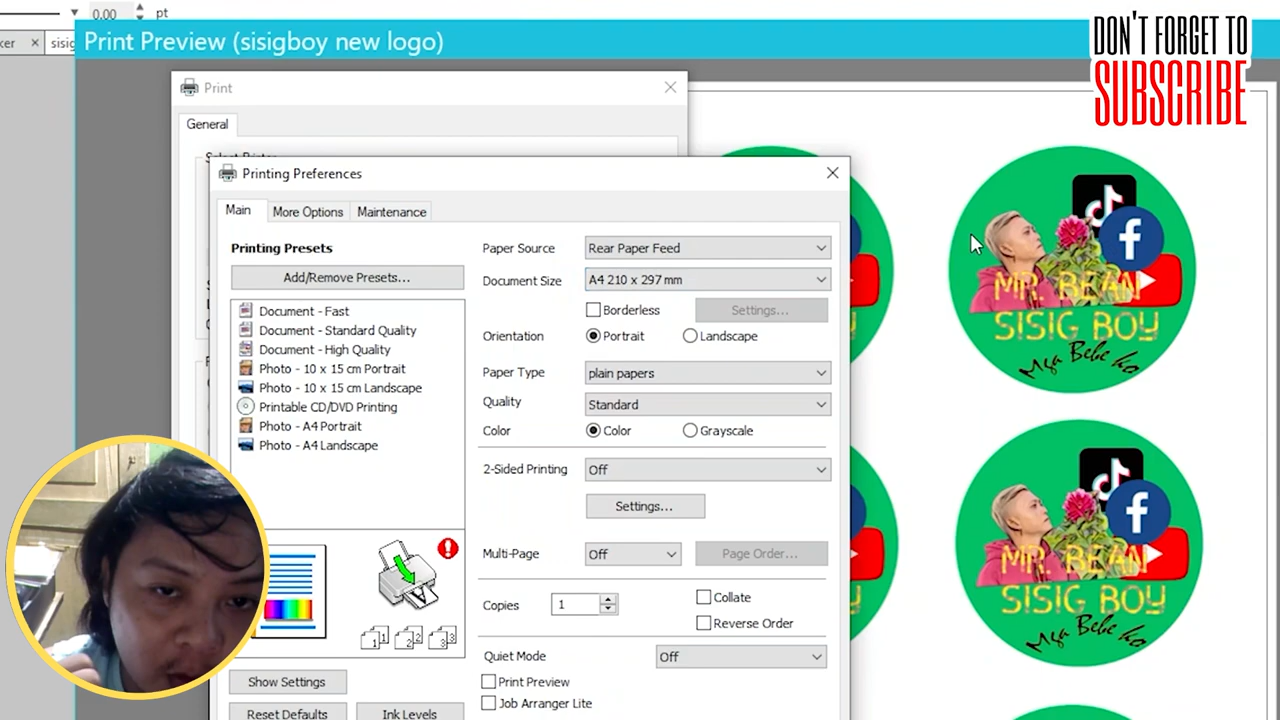 0.00 pt
DON'T FORGET TO
SUBSCRIBE
ker
sisig
Print Preview (sisigboy new logo)
Print
General
Printing Preferences
Main More Options Maintenance
Printing Presets
Add/Remove Presets...
Document - Fast
Document - Standard Quality
Document - High Quality
Photo - 10 x 15 cm Portrait
Photo - 10 x 15 cm Landscape
Printable CD/DVD Printing
Photo - A4 Portrait
Photo - A4 Landscape
Show Settings
Reset Defaults Ink Levels
Paper Source Rear Paper Feed
Document Size A4 210 x 297 mm
Borderless Settings...
Orientation Portrait Landscape
Paper Type plain papers
Quality Standard
Color Color Grayscale
2-Sided Printing Off
Settings...
Multi-Page Off Page Order...
Copies 1 Collate
Reverse Order
Quiet Mode Off
Print Preview
Job Arranger Lite
MR. BEAN
SISIG BOY
Mga Bebe ko
MR. BEAN
SISIG BOY
Mga Bebe ko